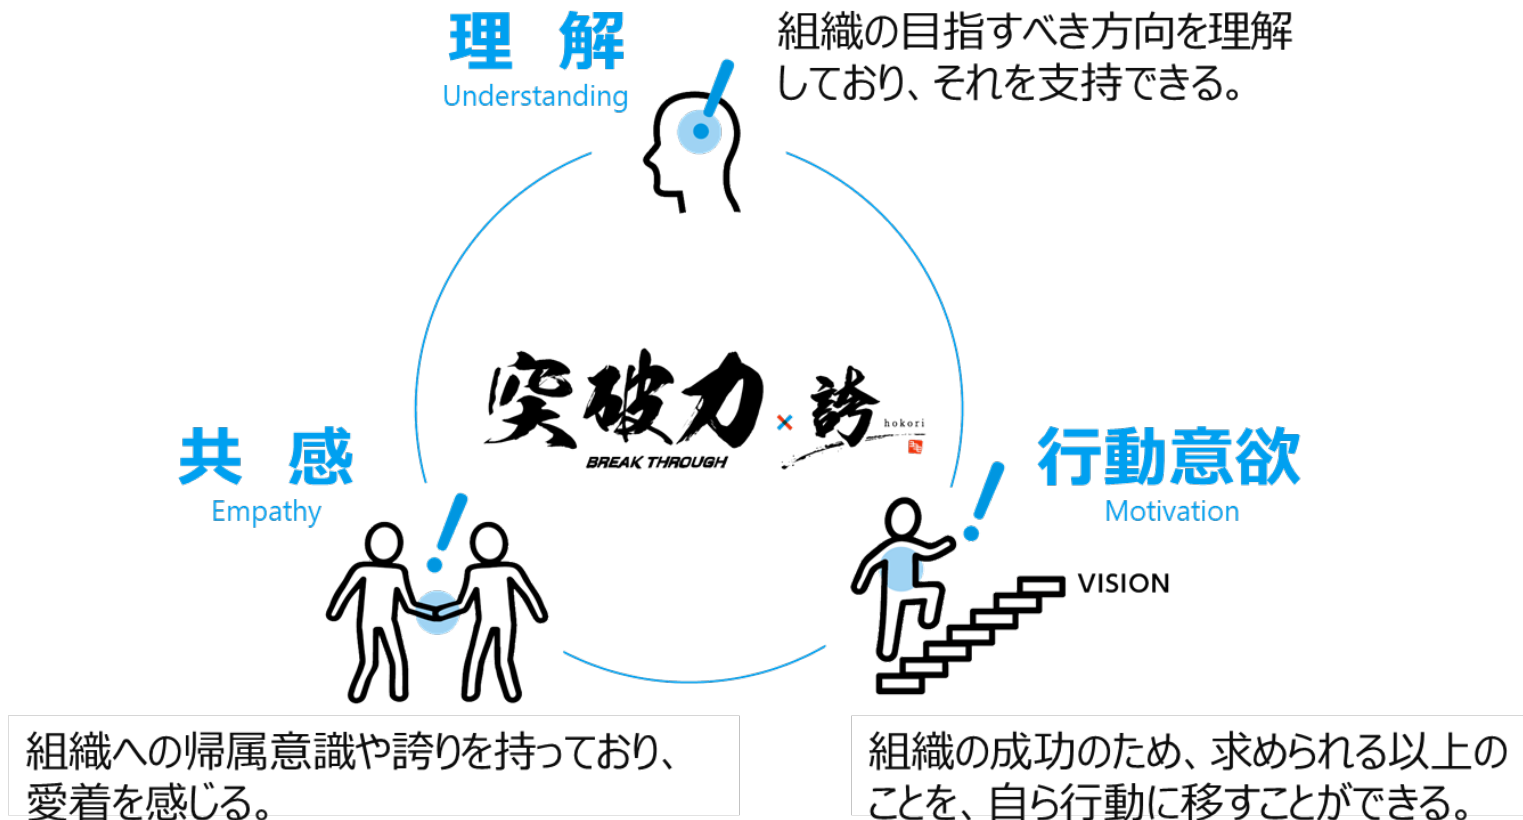 理 解
Understanding
組織の目指すべき方向を理解
しており、それを支持できる。
突破力×誇
hokori
BREAK THROUGH
共 感
Empathy
行動意欲
Motivation
VISION
組織への帰属意識や誇りを持っており、
愛着を感じる。
組織の成功のため、求められる以上の
ことを、自ら行動に移すことができる。